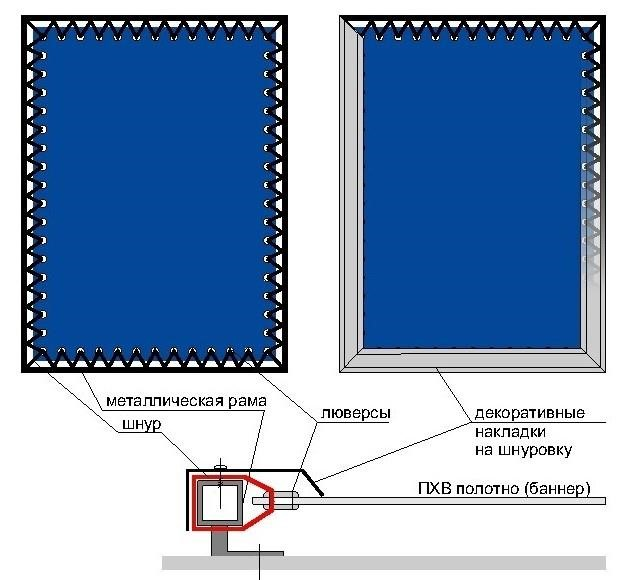 металлическая рама
шнур
люверсы
декоративные
накладки
на шнуровку
ПХВ полотно (баннер)